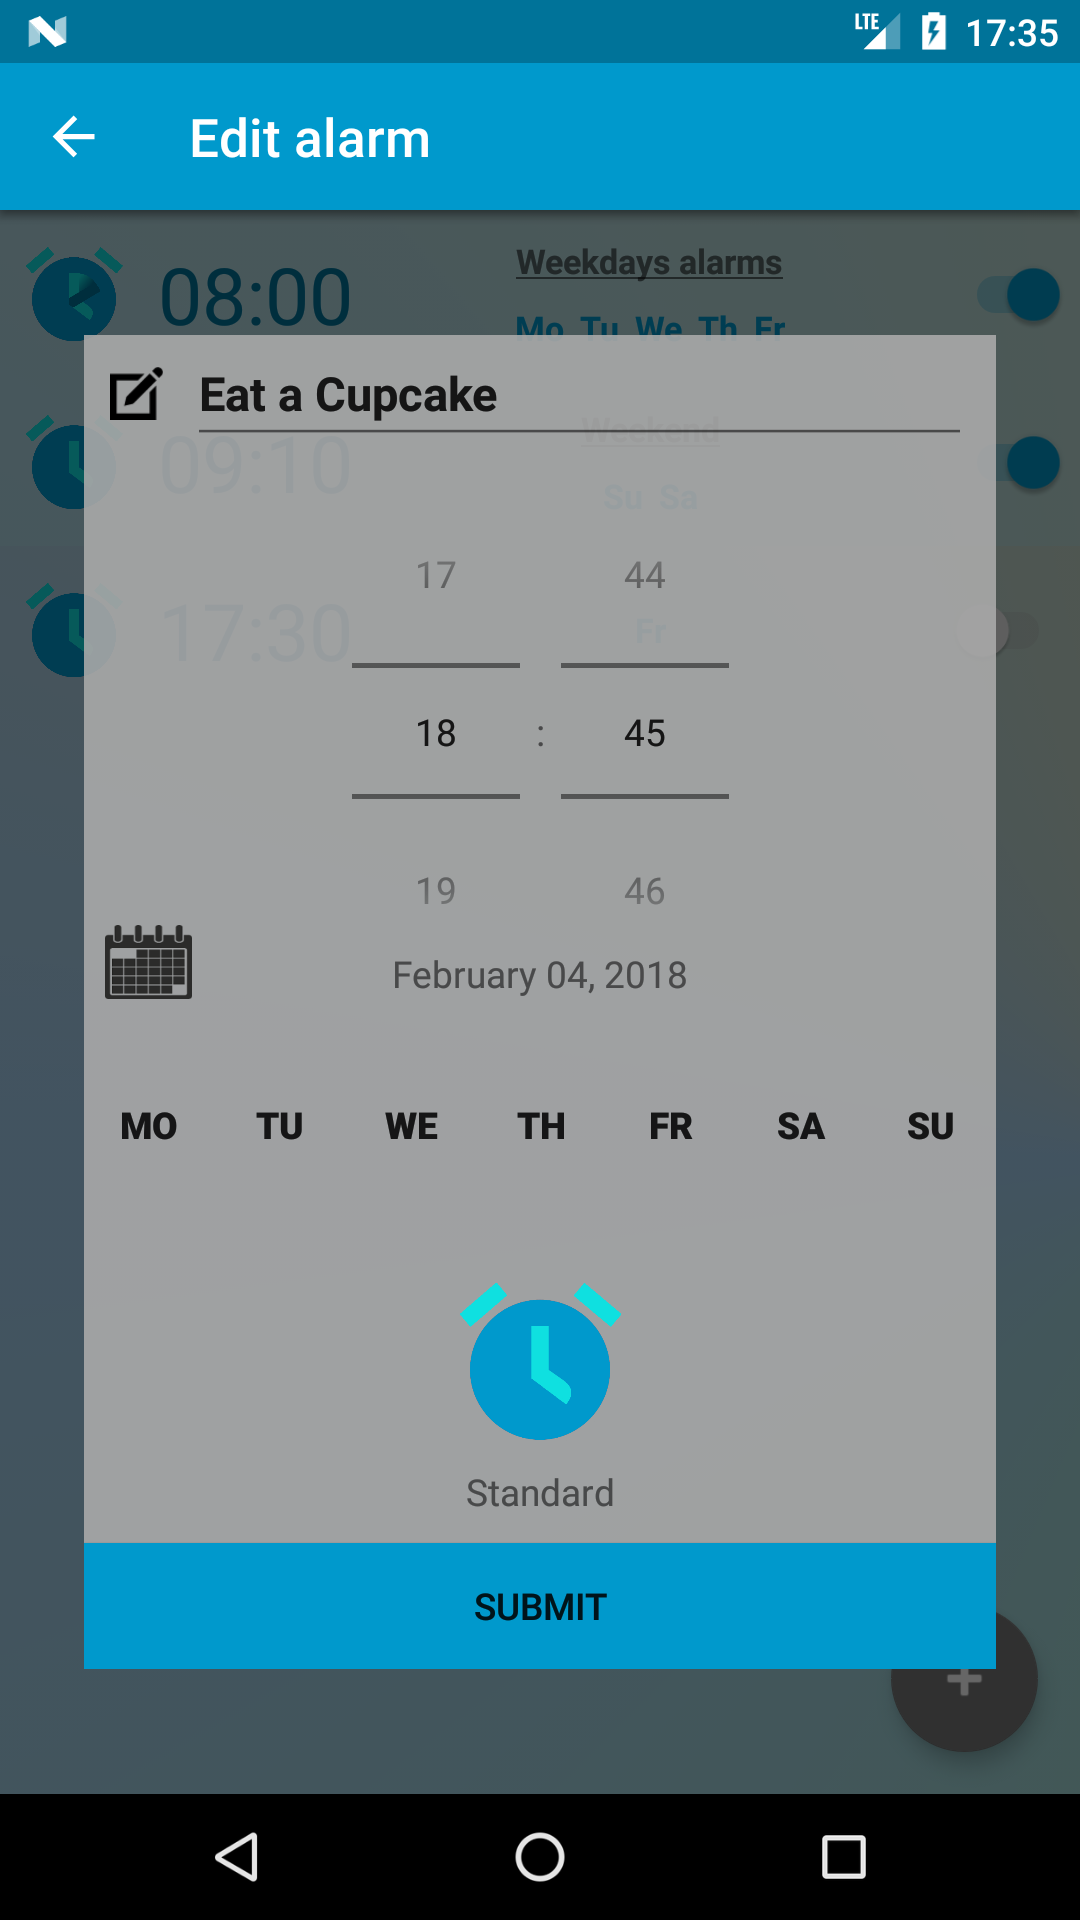 LTE 17:35
Edit alarm
08:00 Weekdays alarms
Mo Tu We Th Fr
Eat a Cupcake
Weekend
09:10
Su Sa
17 44
17:30 Fr
18 : 45
19 46
February 04, 2018
MO TU WE TH FR SA SU
Standard
SUBMIT
+